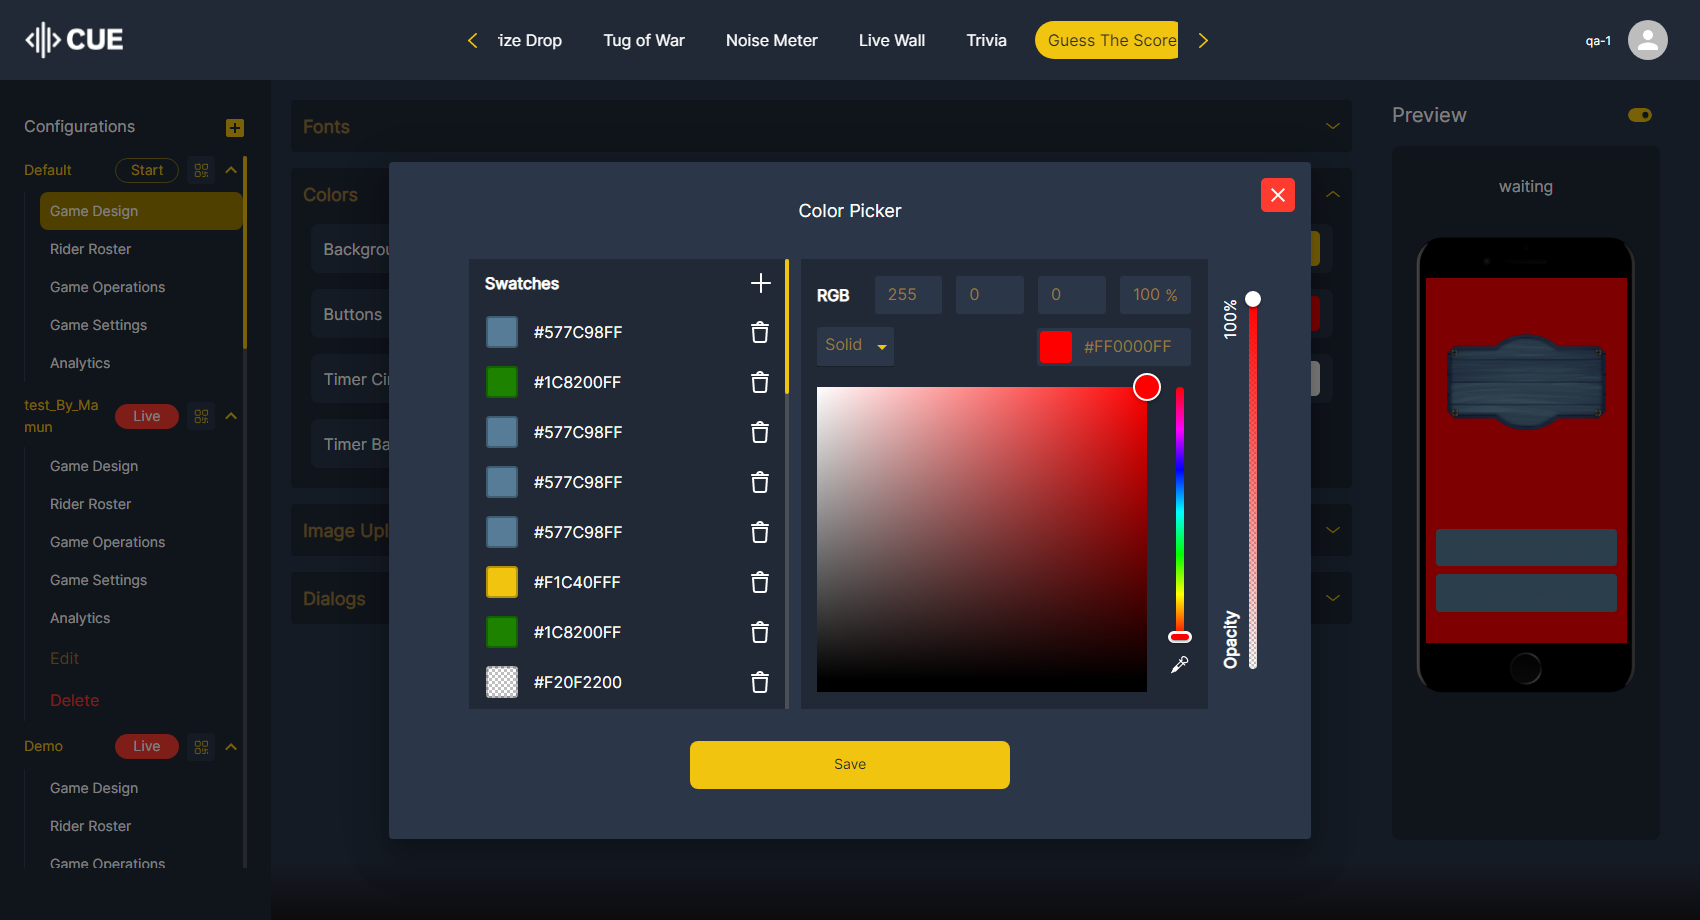 CUE
ize Drop
Tug of War
Noise Meter
Live Wall
Trivia
Guess The Score
qa-1
Configurations
Default
Start
Game Design
Rider Roster
Game Operations
Game Settings
Analytics
test_By_Ma
mun
Live
Game Design
Rider Roster
Game Operations
Game Settings
Analytics
Edit
Delete
Demo
Live
Game Design
Rider Roster
Game Operations
Fonts
Colors
Backgrou
Buttons
Timer Ci
Timer Ba
Image Upl
Dialogs
Color Picker
Swatches
#577C98FF
#1C8200FF
#577C98FF
#577C98FF
#577C98FF
#F1C40FFF
#1C8200FF
#F20F2200
RGB
255
0
0
100 %
Solid
#FF0000FF
100%
Opacity
Save
Preview
waiting